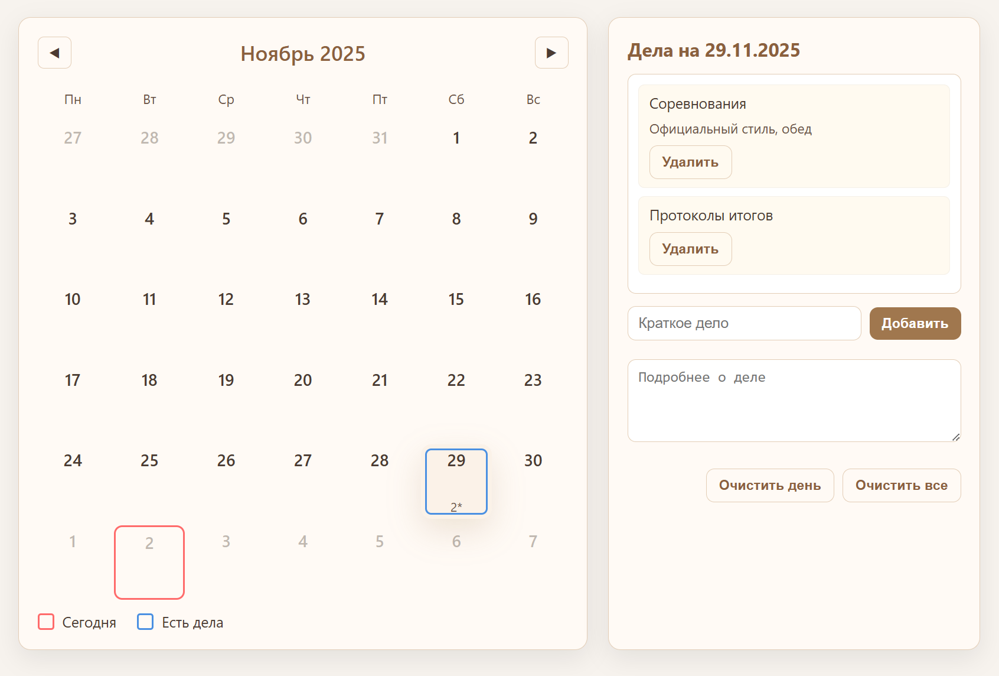 ◀ Ноябрь 2025 ▶
Пн Вт Ср Чт Пт Сб Вс
27 28 29 30 31 1 2
3 4 5 6 7 8 9
10 11 12 13 14 15 16
17 18 19 20 21 22 23
24 25 26 27 28 29 30
2*
1 2 3 4 5 6 7
Сегодня Есть дела
Дела на 29.11.2025
Соревнования
Официальный стиль, обед
Удалить
Протоколы итогов
Удалить
Краткое дело Добавить
Подробнее о деле
Очистить день Очистить все